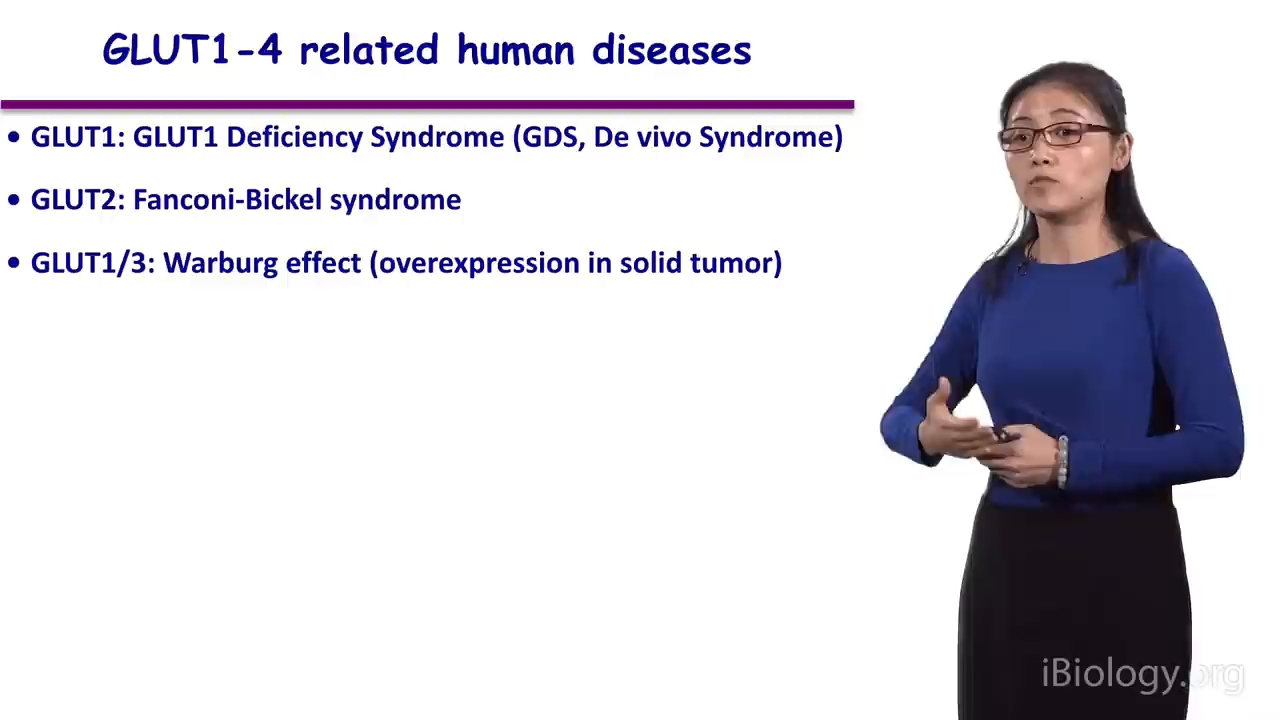 GLUT1-4 related human diseases
• GLUT1: GLUT1 Deficiency Syndrome (GDS, De vivo Syndrome)
• GLUT2: Fanconi-Bickel syndrome
• GLUT1/3: Warburg effect (overexpression in solid tumor)
iBiology.org